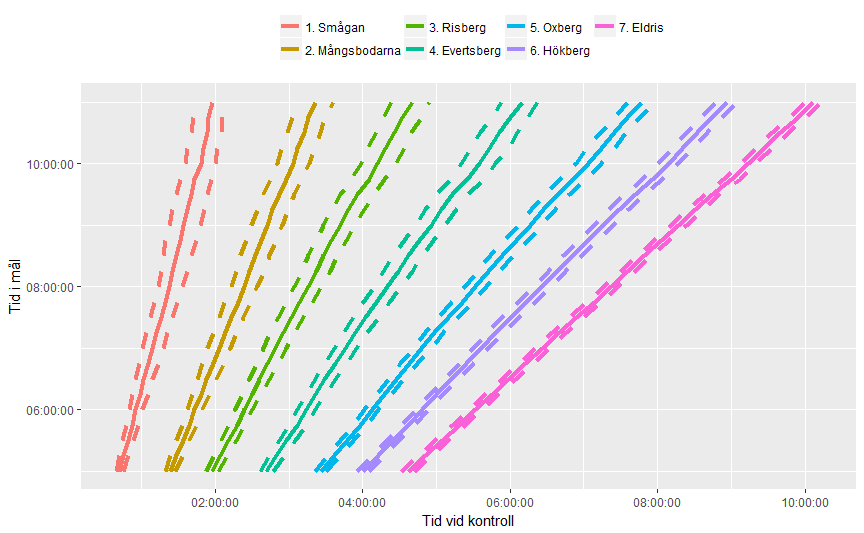 1. Smågan 3. Risberg 5. Oxberg 7. Eldris
2. Mångsbodarna 4. Evertsberg 6. Hökberg
Tid i mål
10:00:00
08:00:00
06:00:00
02:00:00 04:00:00 06:00:00 08:00:00 10:00:00
Tid vid kontroll